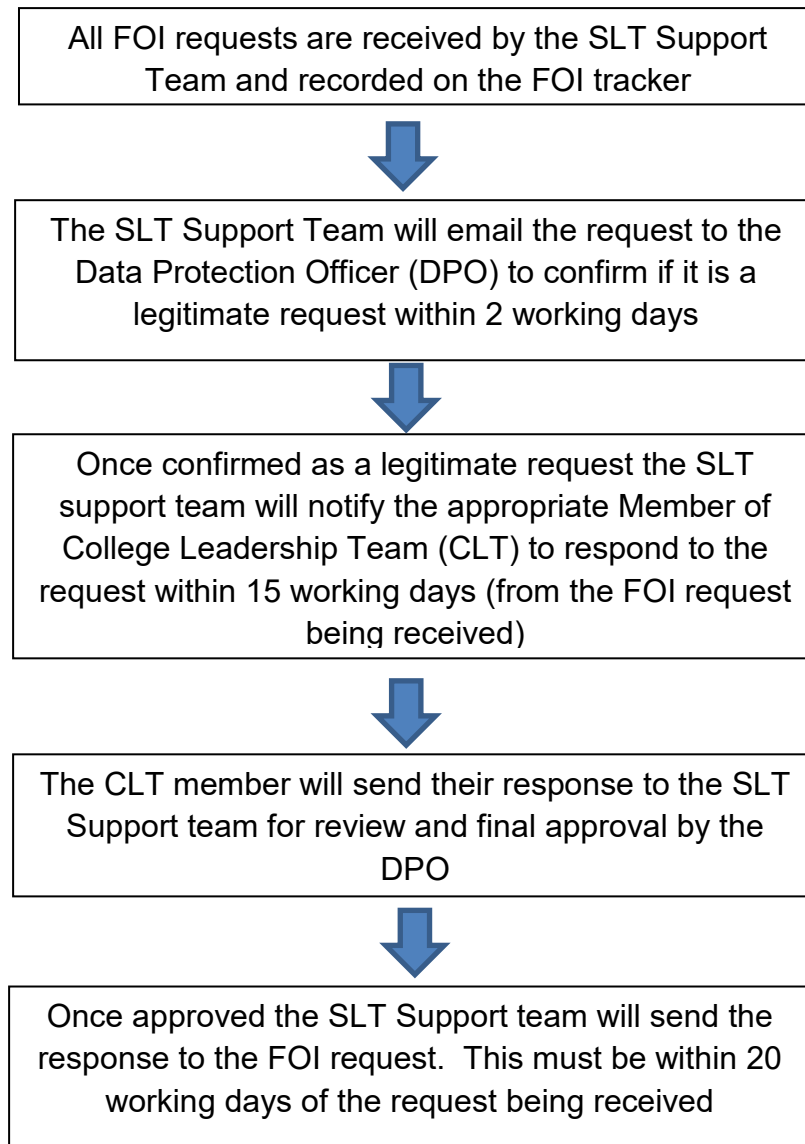 All FOI requests are received by the SLT Support
Team and recorded on the FOI tracker
The SLT Support Team will email the request to the
Data Protection Officer (DPO) to confirm if it is a
legitimate request within 2 working days
Once confirmed as a legitimate request the SLT
support team will notify the appropriate Member of
College Leadership Team (CLT) to respond to the
request within 15 working days (from the FOI request
being received)
The CLT member will send their response to the SLT
Support team for review and final approval by the
DPO
Once approved the SLT Support team will send the
response to the FOI request.  This must be within 20
working days of the request being received